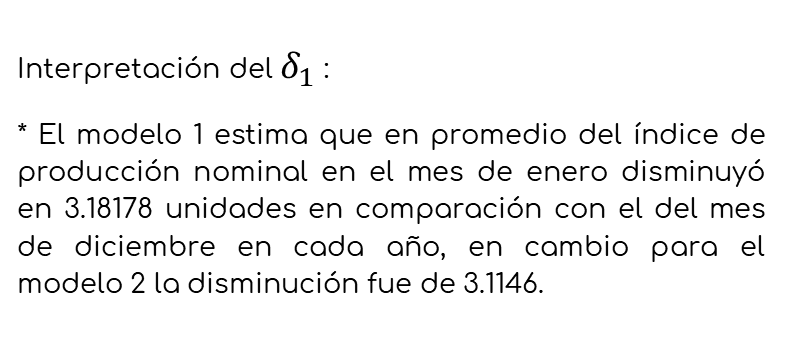 Interpretación del δ₁ :
* El modelo 1 estima que en promedio del índice de
producción nominal en el mes de enero disminuyó
en 3.18178 unidades en comparación con el del mes
de diciembre en cada año, en cambio para el
modelo 2 la disminución fue de 3.1146.